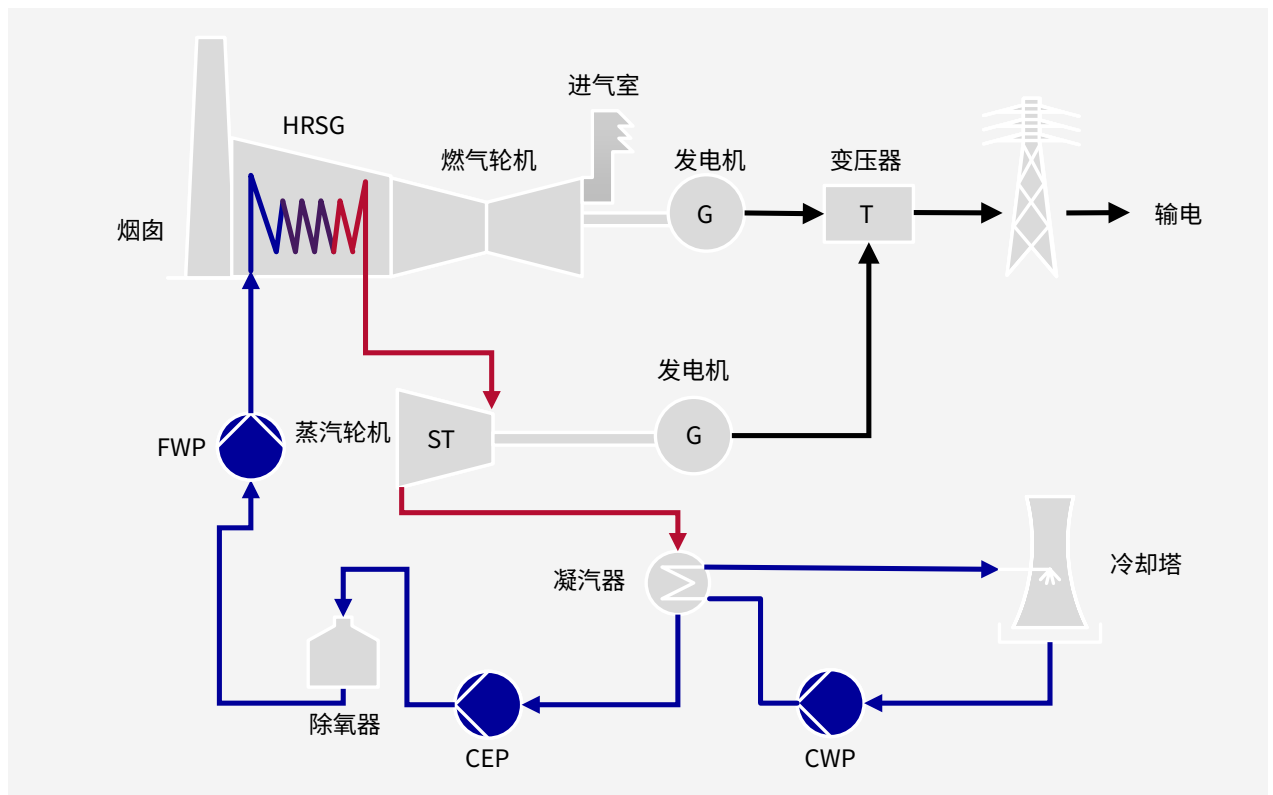 进气室
HRSG
燃气轮机
发电机
变压器
G
T
输电
烟囱
发电机
蒸汽轮机
ST
G
FWP
凝汽器
冷却塔
除氧器
CEP
CWP